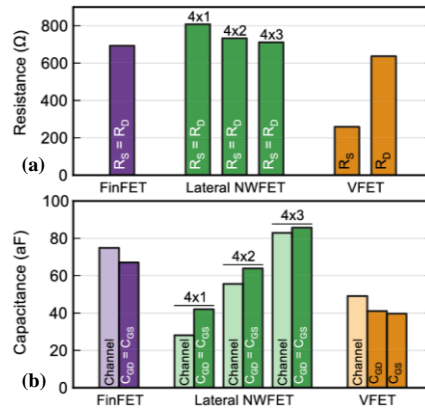 Resistance (Ω)
800
600
400
200
0
4x1
4x2
4x3
R_S = R_D
R_S = R_D
R_S = R_D
R_S = R_D
R_S
R_D
(a)
FinFET
Lateral NWFET
VFET
Capacitance (aF)
100
80
60
40
20
0
4x1
4x2
4x3
Channel
C_GD = C_GS
Channel
C_GD = C_GS
Channel
C_GD = C_GS
Channel
C_GD = C_GS
Channel
C_GD
C_GS
(b)
FinFET
Lateral NWFET
VFET